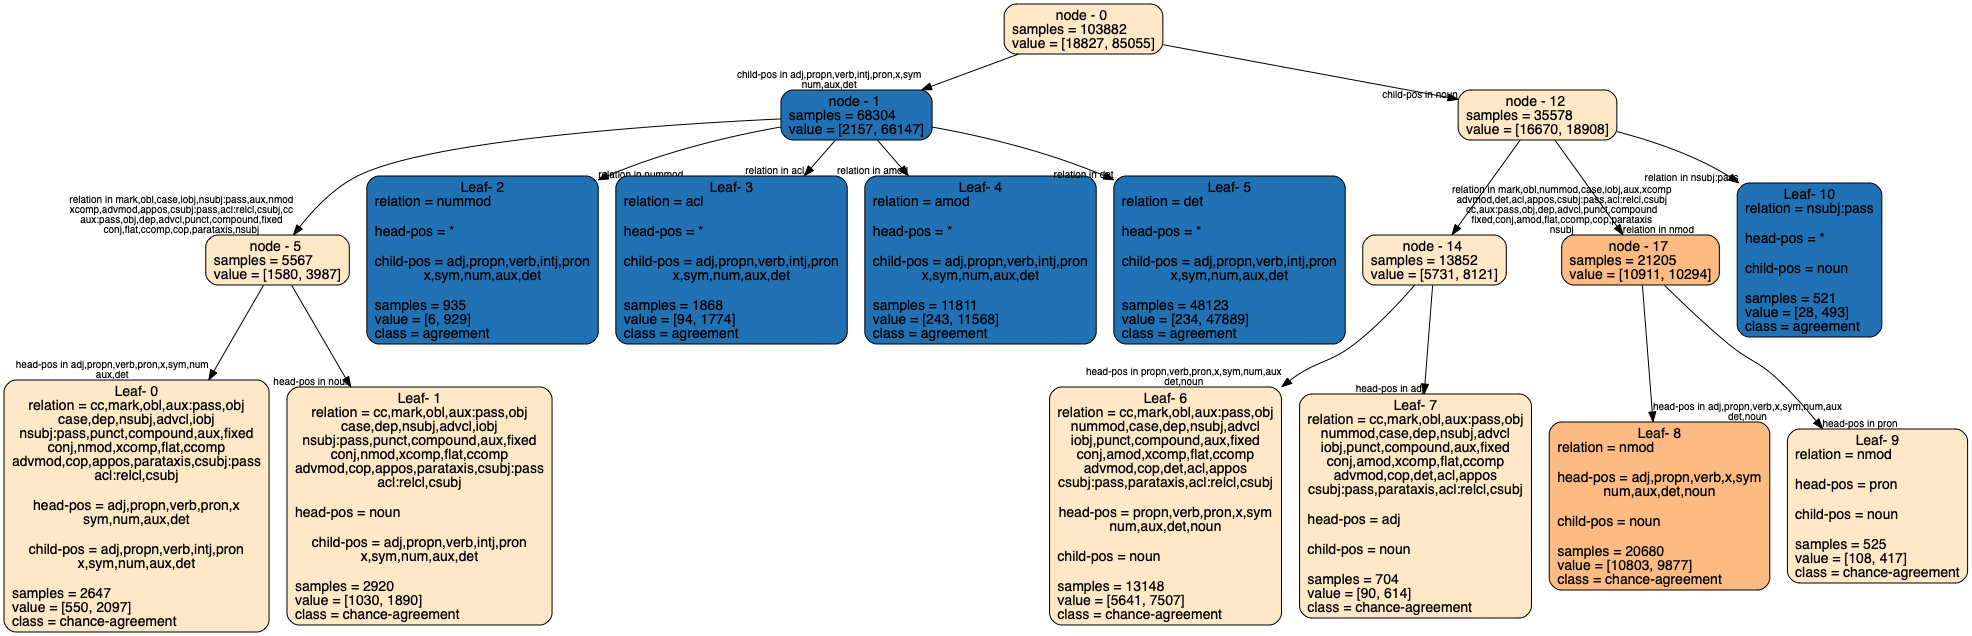 node - 0
samples = 103882
value = [18827, 85055]
child-pos in adj,propn,verb,intj,pron,x,sym
num,aux,det
child-pos in noun
node - 1
samples = 68304
value = [2157, 66147]
node - 12
samples = 35578
value = [16670, 18908]
relation in mark,obl,case,iobj,nsubj:pass,aux,nmod
xcomp,advmod,appos,csubj:pass,acl:relcl,csubj,cc
aux:pass,obj,dep,advcl,punct,compound,fixed
conj,flat,ccomp,cop,parataxis,nsubj
relation in nummod
relation in acl
relation in amod
relation in det
relation in mark,obl,nummod,case,iobj,aux,xcomp
advmod,det,acl,appos,csubj:pass,acl:relcl,csubj
cc,aux:pass,obj,dep,advcl,punct,compound
fixed,conj,amod,flat,ccomp,cop,parataxis
nsubj
relation in nmod
relation in nsubj:pass
node - 5
samples = 5567
value = [1580, 3987]
Leaf- 2
relation = nummod
head-pos = *
child-pos = adj,propn,verb,intj,pron
x,sym,num,aux,det
samples = 935
value = [6, 929]
class = agreement
Leaf- 3
relation = acl
head-pos = *
child-pos = adj,propn,verb,intj,pron
x,sym,num,aux,det
samples = 1868
value = [94, 1774]
class = agreement
Leaf- 4
relation = amod
head-pos = *
child-pos = adj,propn,verb,intj,pron
x,sym,num,aux,det
samples = 11811
value = [243, 11568]
class = agreement
Leaf- 5
relation = det
head-pos = *
child-pos = adj,propn,verb,intj,pron
x,sym,num,aux,det
samples = 48123
value = [234, 47889]
class = agreement
node - 14
samples = 13852
value = [5731, 8121]
node - 17
samples = 21205
value = [10911, 10294]
Leaf- 10
relation = nsubj:pass
head-pos = *
child-pos = noun
samples = 521
value = [28, 493]
class = agreement
head-pos in adj,propn,verb,pron,x,sym,num
aux,det
head-pos in noun
head-pos in propn,verb,pron,x,sym,num,aux
det,noun
head-pos in adj
head-pos in adj,propn,verb,x,sym,num,aux
det,noun
head-pos in pron
Leaf- 0
relation = cc,mark,obl,aux:pass,obj
case,dep,nsubj,advcl,iobj
nsubj:pass,punct,compound,aux,fixed
conj,nmod,xcomp,flat,ccomp
advmod,cop,appos,parataxis,csubj:pass
acl:relcl,csubj
head-pos = adj,propn,verb,pron,x
sym,num,aux,det
child-pos = adj,propn,verb,intj,pron
x,sym,num,aux,det
samples = 2647
value = [550, 2097]
class = chance-agreement
Leaf- 1
relation = cc,mark,obl,aux:pass,obj
case,dep,nsubj,advcl,iobj
nsubj:pass,punct,compound,aux,fixed
conj,nmod,xcomp,flat,ccomp
advmod,cop,appos,parataxis,csubj:pass
acl:relcl,csubj
head-pos = noun
child-pos = adj,propn,verb,intj,pron
x,sym,num,aux,det
samples = 2920
value = [1030, 1890]
class = chance-agreement
Leaf- 6
relation = cc,mark,obl,aux:pass,obj
nummod,case,dep,nsubj,advcl
iobj,punct,compound,aux,fixed
conj,amod,xcomp,flat,ccomp
advmod,cop,det,acl,appos
csubj:pass,parataxis,acl:relcl,csubj
head-pos = propn,verb,pron,x,sym
num,aux,det,noun
child-pos = noun
samples = 13148
value = [5641, 7507]
class = chance-agreement
Leaf- 7
relation = cc,mark,obl,aux:pass,obj
nummod,case,dep,nsubj,advcl
iobj,punct,compound,aux,fixed
conj,amod,xcomp,flat,ccomp
advmod,cop,det,acl,appos
csubj:pass,parataxis,acl:relcl,csubj
head-pos = adj
child-pos = noun
samples = 704
value = [90, 614]
class = chance-agreement
Leaf- 8
relation = nmod
head-pos = adj,propn,verb,x,sym
num,aux,det,noun
child-pos = noun
samples = 20680
value = [10803, 9877]
class = chance-agreement
Leaf- 9
relation = nmod
head-pos = pron
child-pos = noun
samples = 525
value = [108, 417]
class = chance-agreement